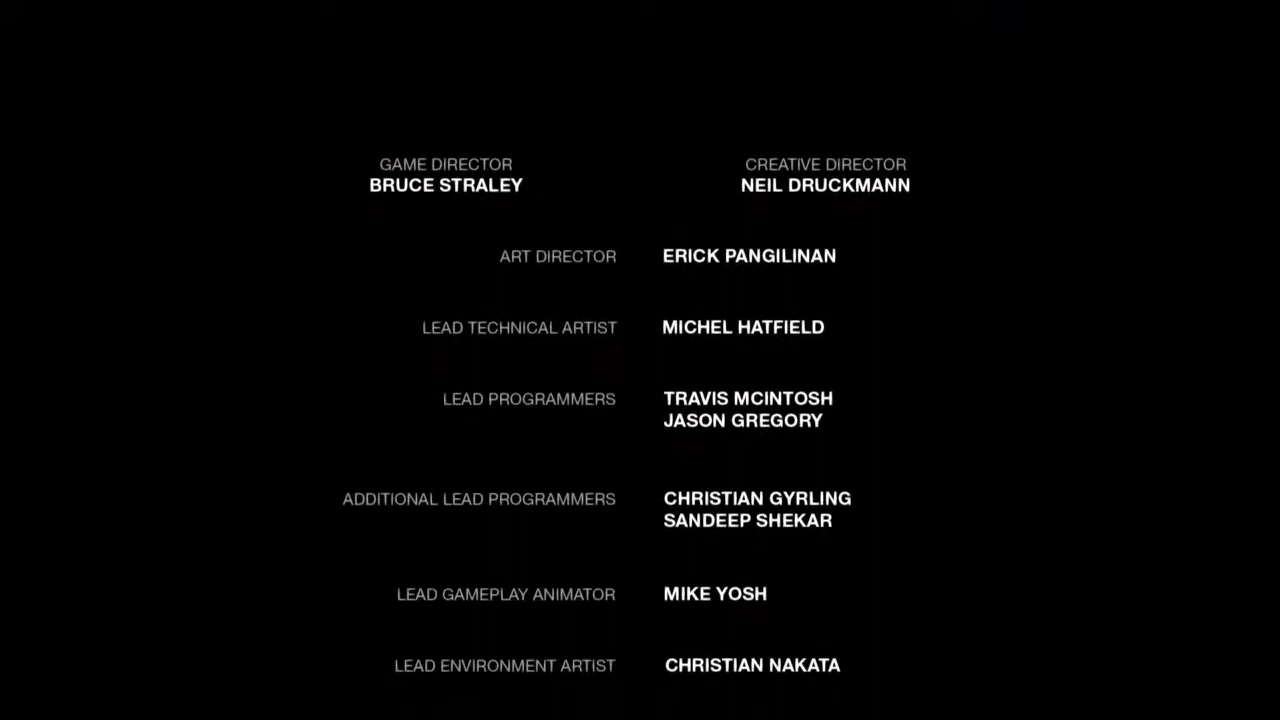 GAME DIRECTOR
BRUCE STRALEY
CREATIVE DIRECTOR
NEIL DRUCKMANN
ART DIRECTOR ERICK PANGILINAN
LEAD TECHNICAL ARTIST MICHEL HATFIELD
LEAD PROGRAMMERS TRAVIS MCINTOSH
JASON GREGORY
ADDITIONAL LEAD PROGRAMMERS CHRISTIAN GYRLING
SANDEEP SHEKAR
LEAD GAMEPLAY ANIMATOR MIKE YOSH
LEAD ENVIRONMENT ARTIST CHRISTIAN NAKATA